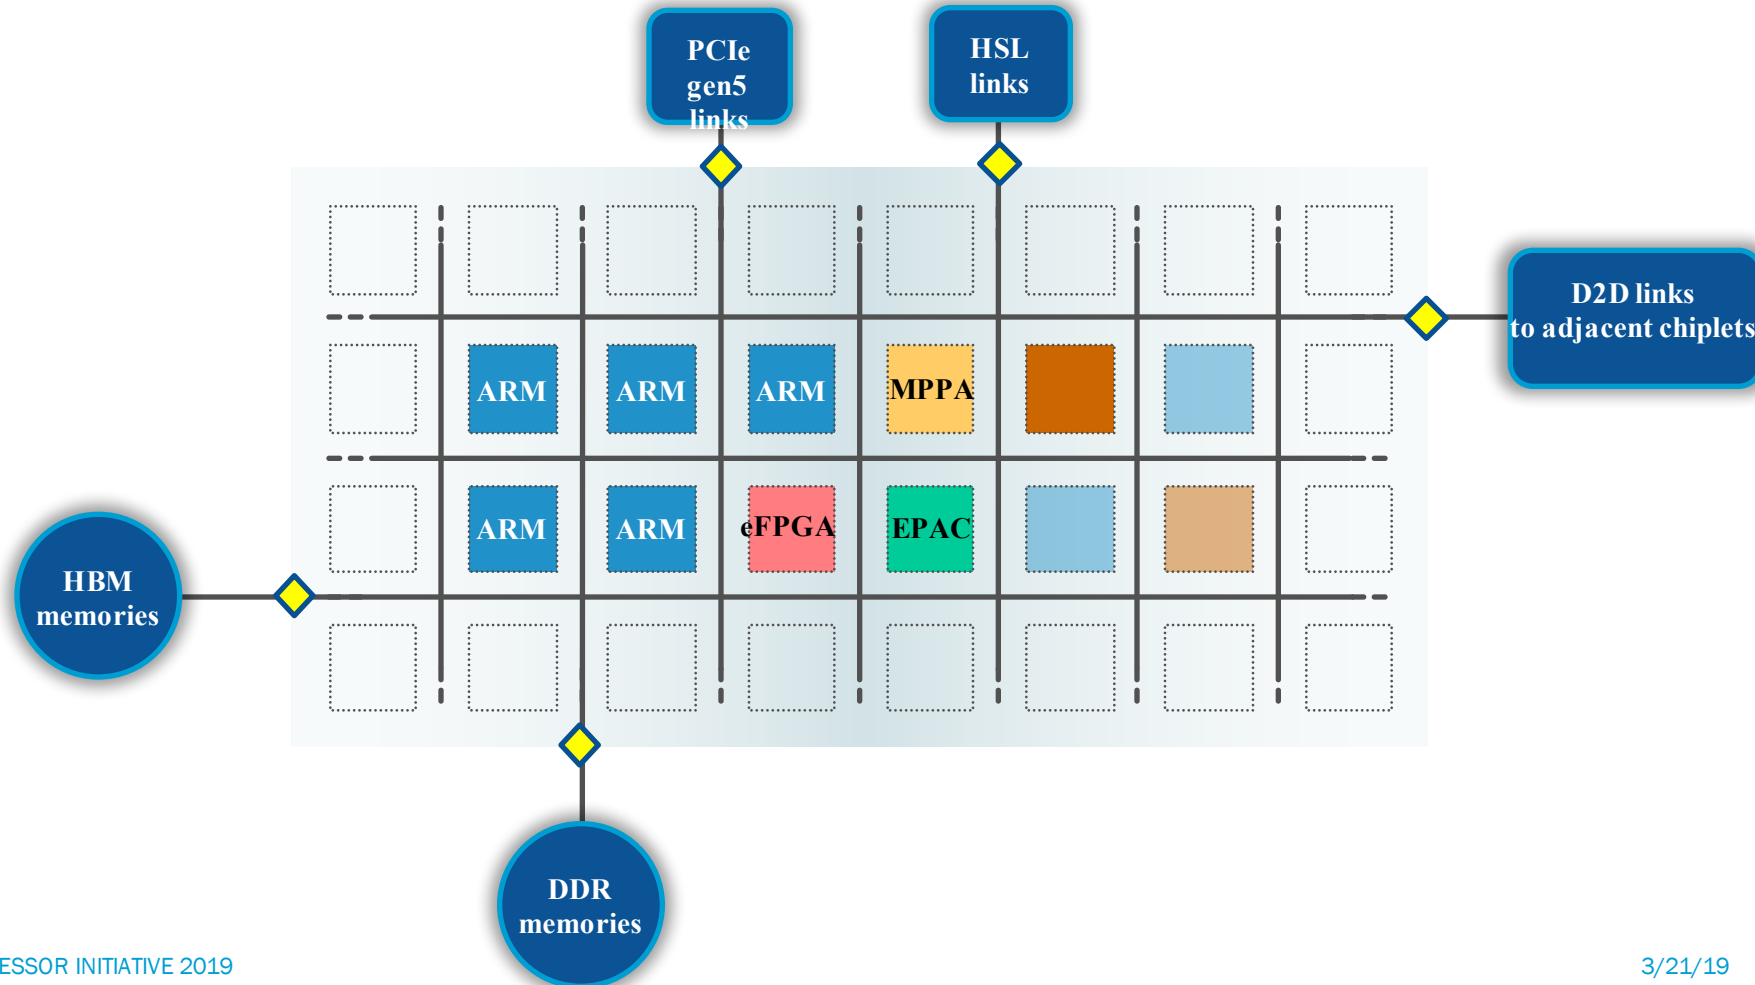 PCIe
gen5
links
HSL
links
D2D links
to adjacent chiplets
ARM
ARM
ARM
MPPA
ARM
ARM
eFPGA
EPAC
HBM
memories
DDR
memories
ESSOR INITIATIVE 2019
3/21/19